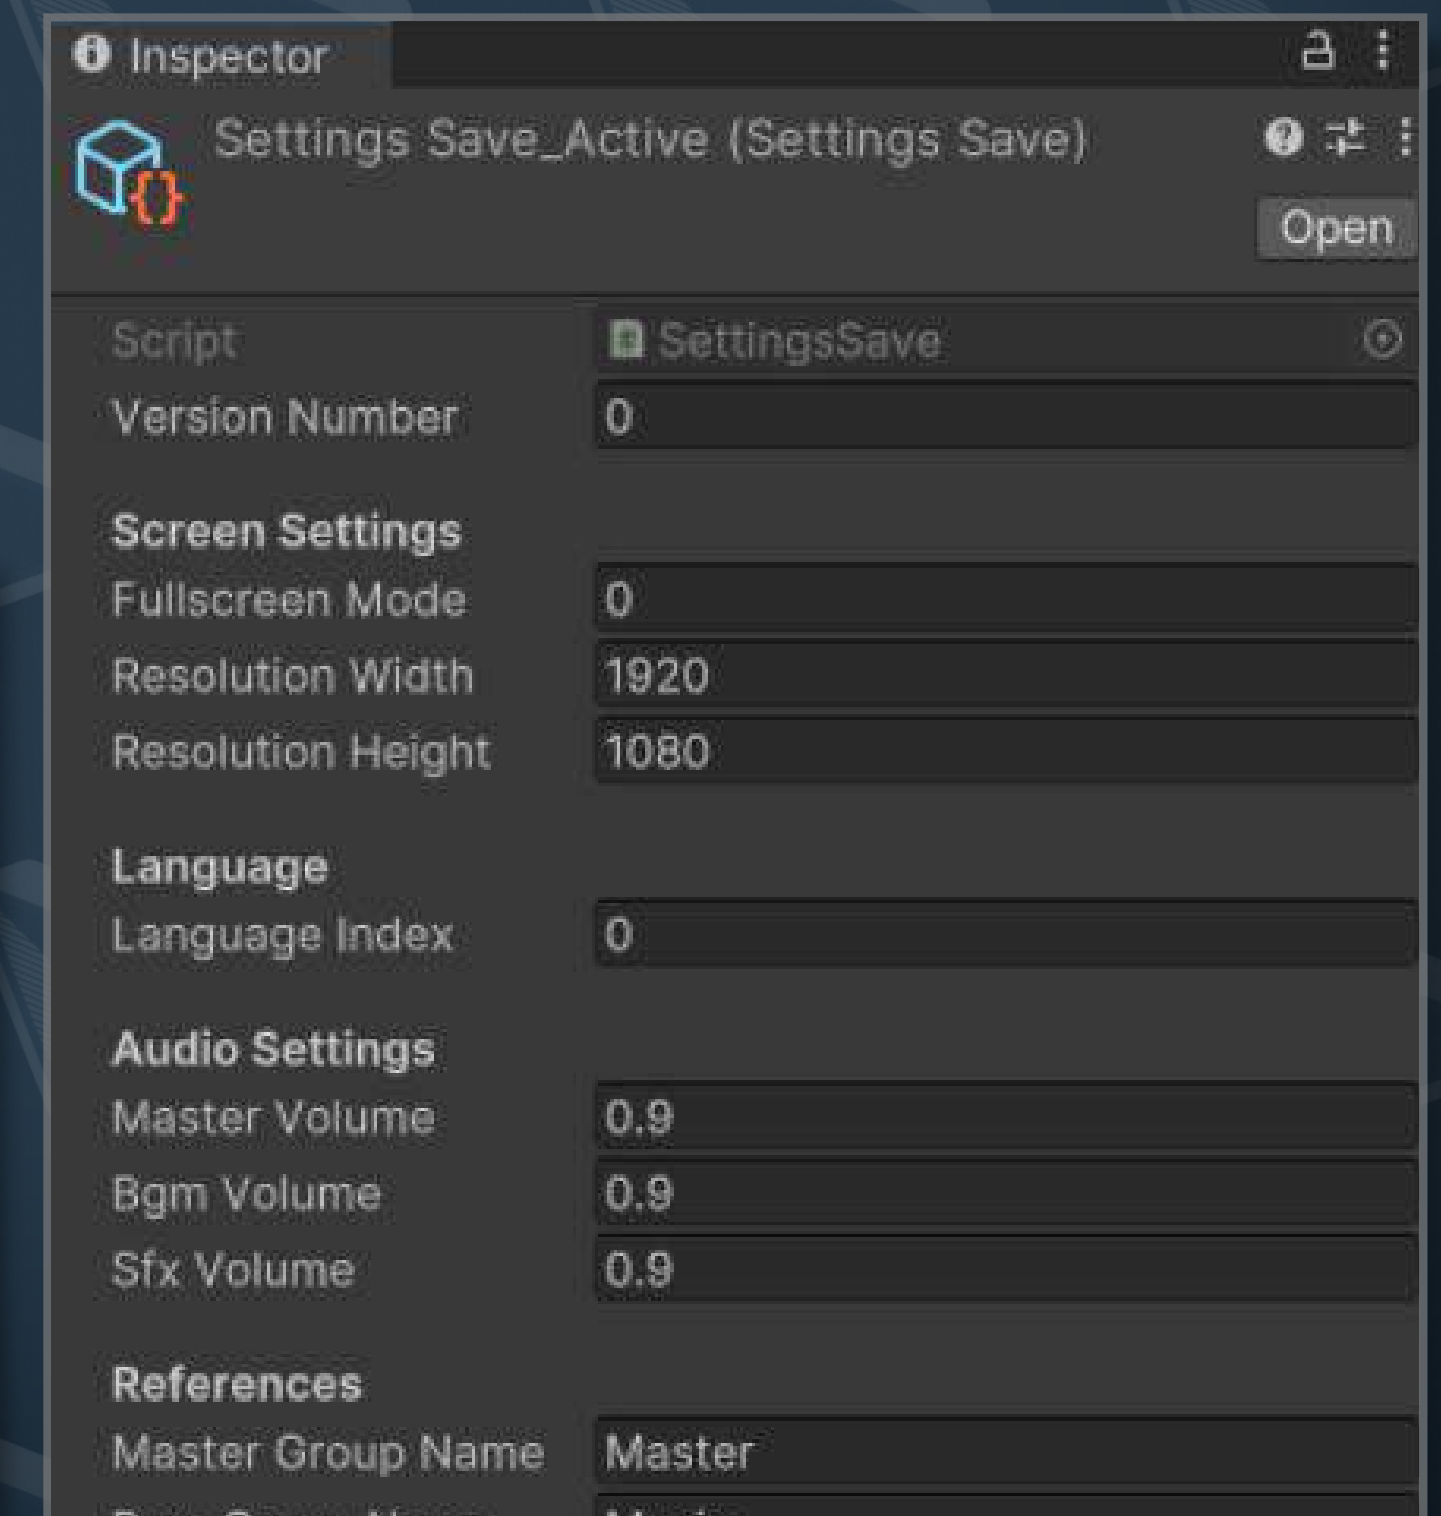 Inspector
Settings Save_Active (Settings Save)
Open
Script SettingsSave
Version Number 0
Screen Settings
Fullscreen Mode 0
Resolution Width 1920
Resolution Height 1080
Language
Language Index 0
Audio Settings
Master Volume 0.9
Bgm Volume 0.9
Sfx Volume 0.9
References
Master Group Name Master